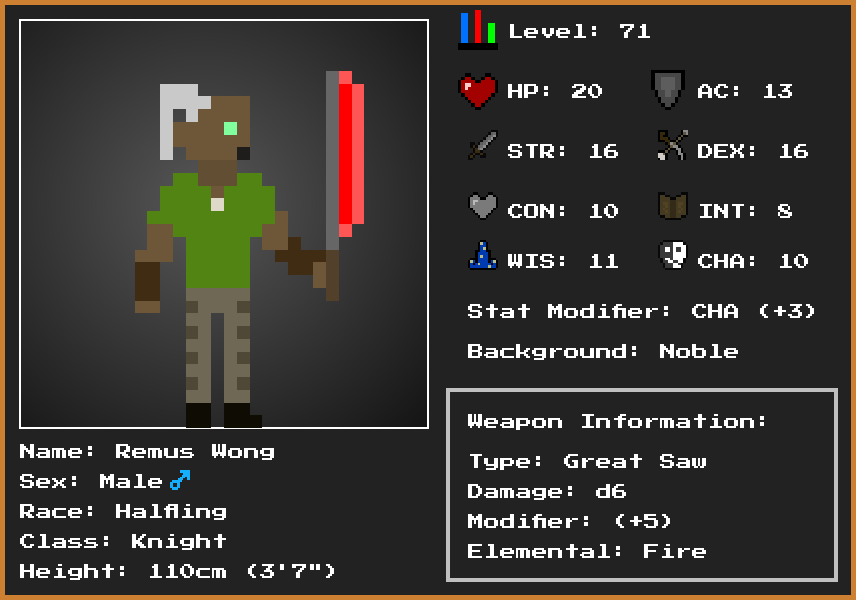 Level: 71
HP: 20
AC: 13
STR: 16
DEX: 16
CON: 10
INT: 8
WIS: 11
CHA: 10
Stat Modifier: CHA (+3)
Background: Noble
Weapon Information:
Type: Great Saw
Damage: d6
Modifier: (+5)
Elemental: Fire
Name: Remus Wong
Sex: Male ♂
Race: Halfling
Class: Knight
Height: 110cm (3'7")